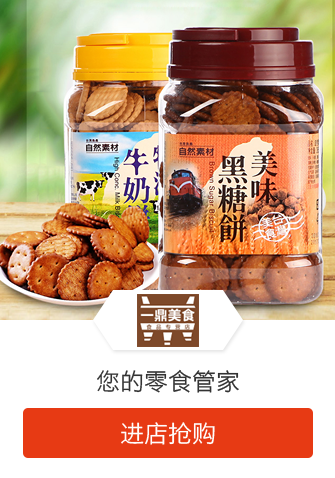 自然素材
自然素材
牛奶
High Conc. Milk
美味
黑糖餅
Brown Sugar Biscuit
一鼎美食
食品专营店
您的零食管家
进店抢购